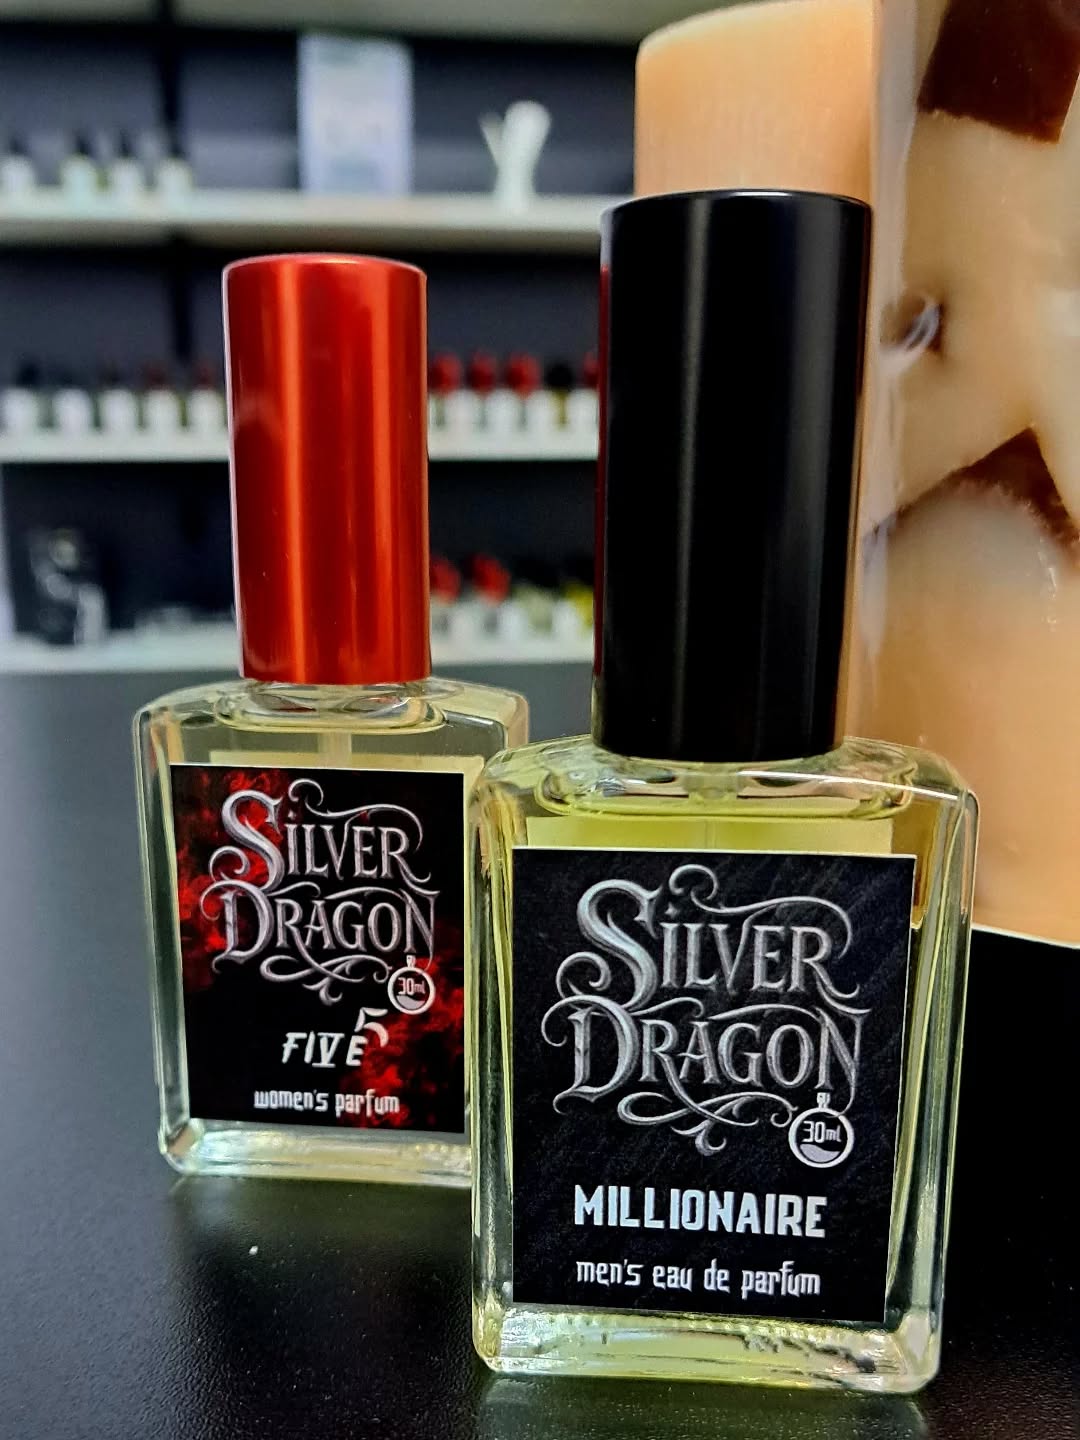 SILVER
DRAGON
30ml
FIVE 5
women's parfum
SILVER
DRAGON
30ml
MILLIONAIRE
men's eau de parfum